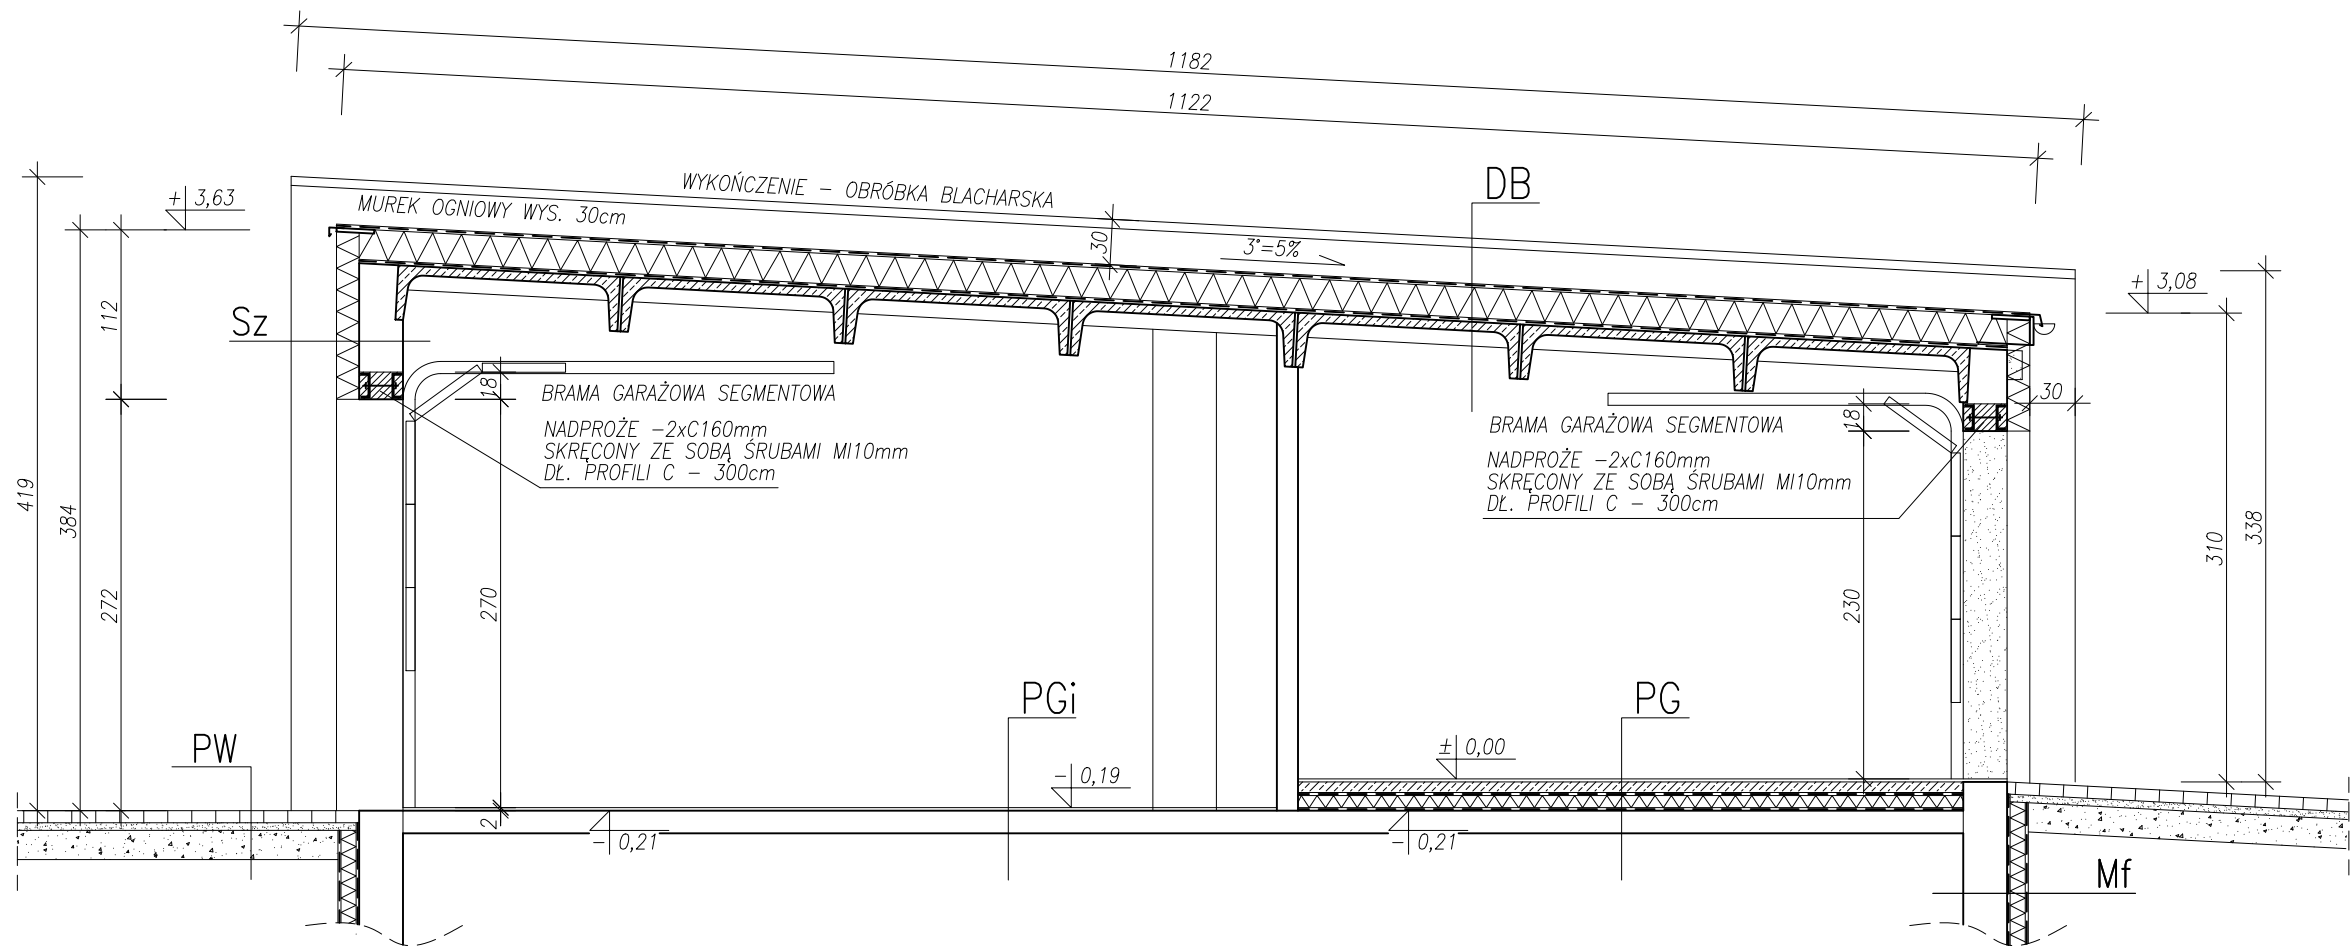 1182
1122
WYKOŃCZENIE – OBRÓBKA BLACHARSKA
MUREK OGNIOWY WYS. 30cm
+ 3,63
DB
30
3°=5%
+ 3,08
Sz
112
18
BRAMA GARAŻOWA SEGMENTOWA
NADPROŻE –2xC160mm
SKRĘCONY ZE SOBĄ ŚRUBAMI MI10mm
DŁ. PROFILI C – 300cm
30
18
BRAMA GARAŻOWA SEGMENTOWA
NADPROŻE –2xC160mm
SKRĘCONY ZE SOBĄ ŚRUBAMI MI10mm
DŁ. PROFILI C – 300cm
419
384
272
270
230
310
338
PGi
PG
PW
– 0,19
± 0,00
2
– 0,21
– 0,21
Mf